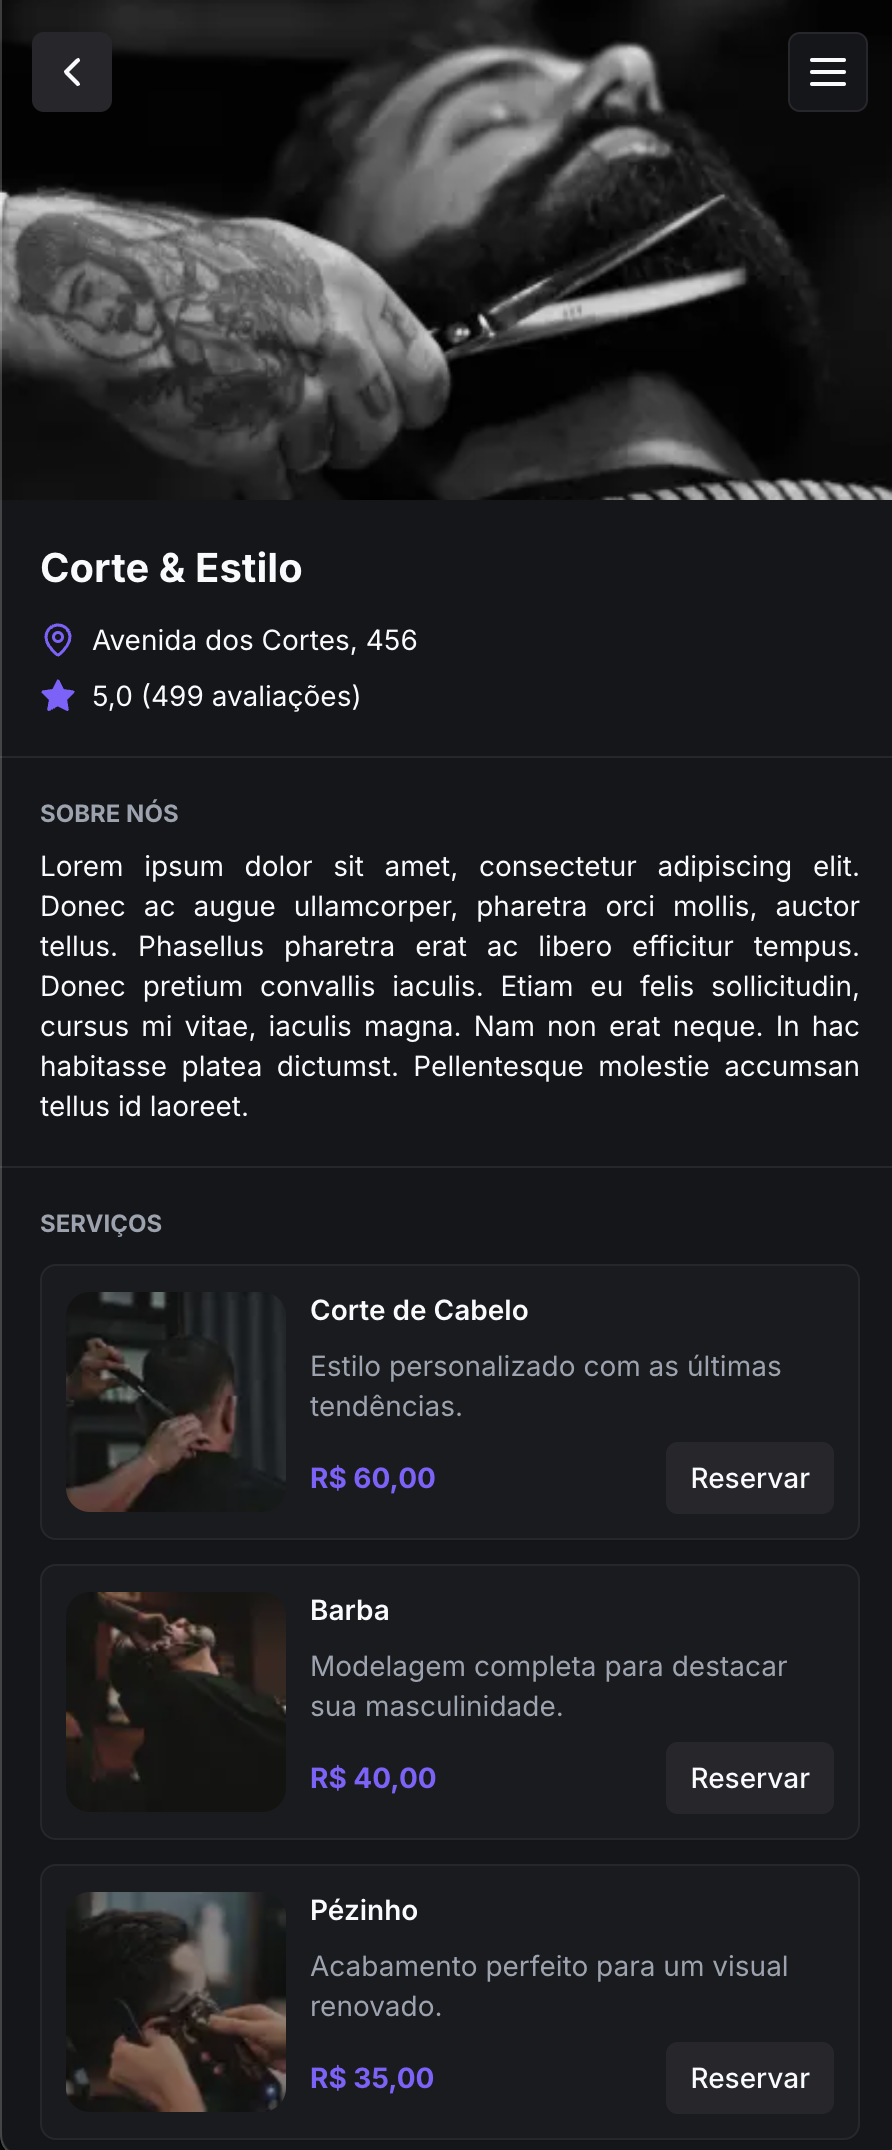 Corte & Estilo
Avenida dos Cortes, 456
5,0 (499 avaliações)
SOBRE NÓS
Lorem ipsum dolor sit amet, consectetur adipiscing elit.
Donec ac augue ullamcorper, pharetra orci mollis, auctor
tellus. Phasellus pharetra erat ac libero efficitur tempus.
Donec pretium convallis iaculis. Etiam eu felis sollicitudin,
cursus mi vitae, iaculis magna. Nam non erat neque. In hac
habitasse platea dictumst. Pellentesque molestie accumsan
tellus id laoreet.
SERVIÇOS
Corte de Cabelo
Estilo personalizado com as últimas
tendências.
R$ 60,00
Reservar
Barba
Modelagem completa para destacar
sua masculinidade.
R$ 40,00
Reservar
Pézinho
Acabamento perfeito para um visual
renovado.
R$ 35,00
Reservar